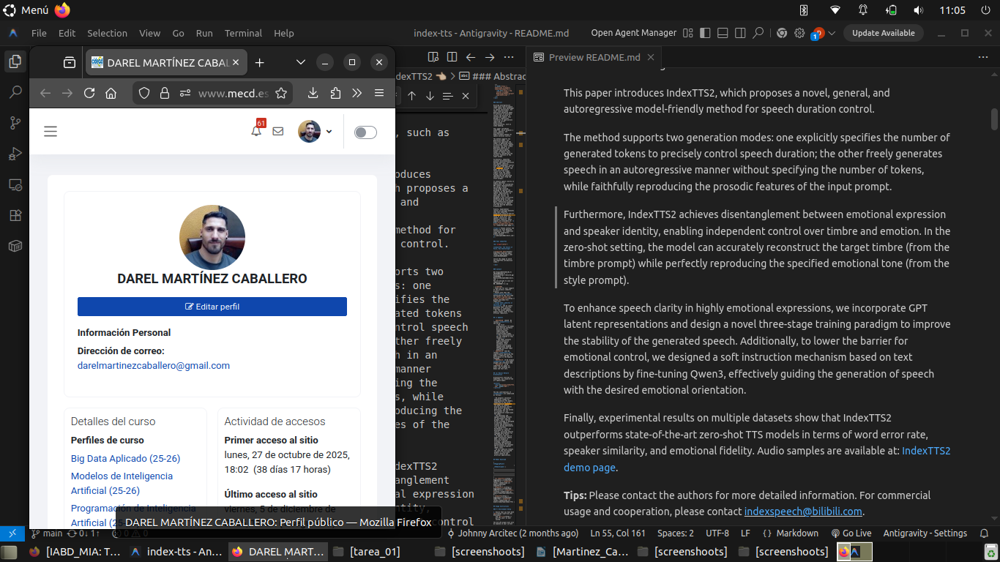 Menú
11:05
File Edit Selection View Go Run Terminal Help
index-tts - Antigravity - README.md
Open Agent Manager
1
Update Available
DAREL MARTÍNEZ CABAL
www.mecd.es
61
DAREL MARTÍNEZ CABALLERO
Editar perfil
Información Personal
Dirección de correo:
darelmartinezcaballero@gmail.com
Detalles del curso
Perfiles de curso
Big Data Aplicado (25-26)
Modelos de Inteligencia
Artificial (25-26)
Programación de Inteligencia
Artificial (25-
Actividad de accesos
Primer acceso al sitio
lunes, 27 de octubre de 2025,
18:02 (38 días 17 horas)
Último acceso al sitio
viernes, 5 de diciembre de
DAREL MARTÍNEZ CABALLERO: Perfil público — Mozilla Firefox
dexTTS2 > ### Abstrac
, such as
oduces
n proposes a
and
method for
control.
orts two
s: one
ifies the
ated tokens
ntrol speech
ther freely
h in an
manner
ing the
s, while
oducing the
es of the
dexTTS2
anglement
al expression
ntity,
control
Preview README.md
This paper introduces IndexTTS2, which proposes a novel, general, and
autoregressive model-friendly method for speech duration control.
The method supports two generation modes: one explicitly specifies the number of
generated tokens to precisely control speech duration; the other freely generates
speech in an autoregressive manner without specifying the number of tokens,
while faithfully reproducing the prosodic features of the input prompt.
Furthermore, IndexTTS2 achieves disentanglement between emotional expression
and speaker identity, enabling independent control over timbre and emotion. In the
zero-shot setting, the model can accurately reconstruct the target timbre (from the
timbre prompt) while perfectly reproducing the specified emotional tone (from the
style prompt).
To enhance speech clarity in highly emotional expressions, we incorporate GPT
latent representations and design a novel three-stage training paradigm to improve
the stability of the generated speech. Additionally, to lower the barrier for
emotional control, we designed a soft instruction mechanism based on text
descriptions by fine-tuning Qwen3, effectively guiding the generation of speech
with the desired emotional orientation.
Finally, experimental results on multiple datasets show that IndexTTS2
outperforms state-of-the-art zero-shot TTS models in terms of word error rate,
speaker similarity, and emotional fidelity. Audio samples are available at: IndexTTS2
demo page.
Tips: Please contact the authors for more detailed information. For commercial
usage and cooperation, please contact indexspeech@bilibili.com.
main 0↓ 1↑ 0 0
Johnny Arcitec (2 months ago) Ln 55, Col 161 Spaces: 2 UTF-8 LF Markdown Go Live Antigravity - Settings
[IABD_MIA: T... index-tts - An... DAREL MART... [tarea_01] [screenshoots] [Martinez_Ca... [screenshoots] [screenshoots]